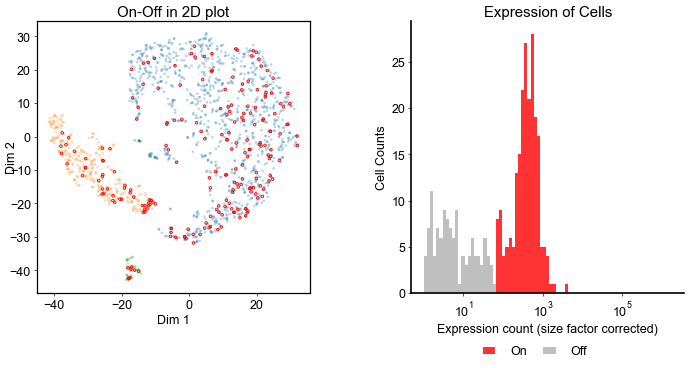 On-Off in 2D plot
30
20
10
0
−10
−20
−30
−40
Dim 2
−40 −20 0 20
Dim 1
Expression of Cells
25
20
15
10
5
0
Cell Counts
10^1 10^3 10^5
Expression count (size factor corrected)
On Off